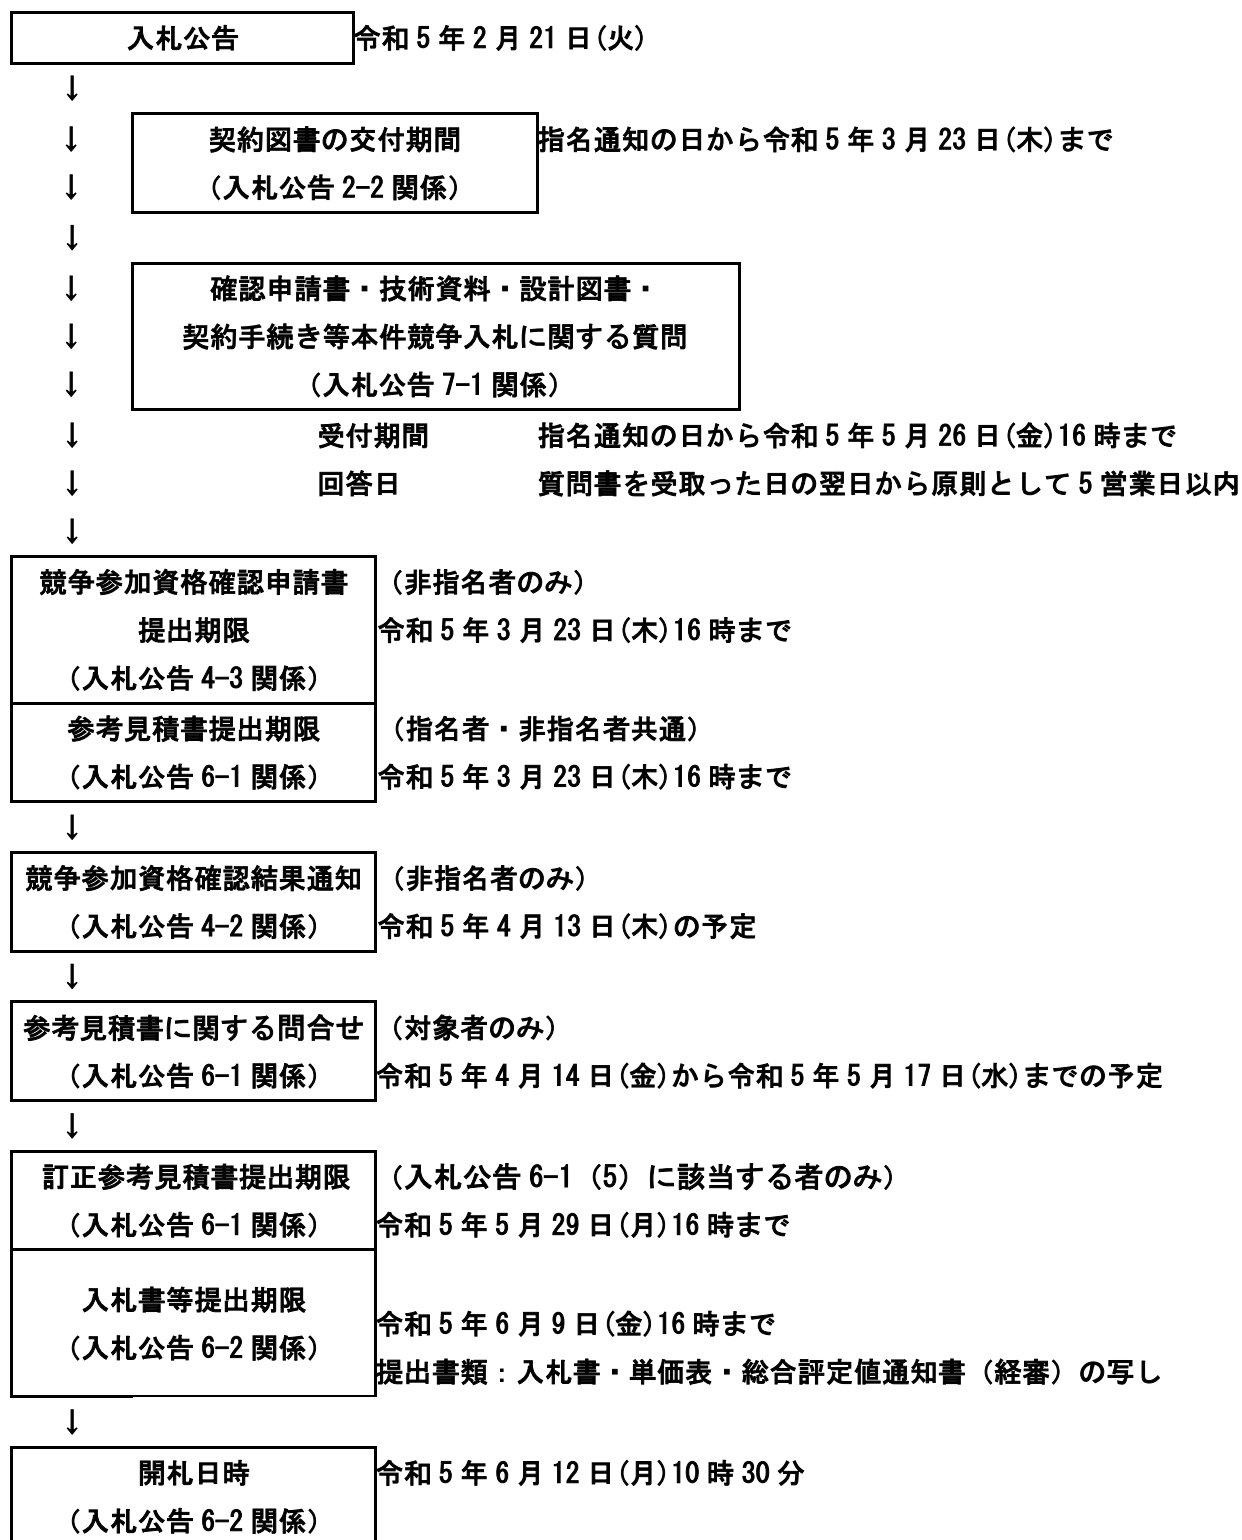 入札公告 令和5年2月21日(火)
↓
↓ 契約図書の交付期間 指名通知の日から令和5年3月23日(木)まで
↓ (入札公告2-2関係)
↓
↓ 確認申請書・技術資料・設計図書・
↓ 契約手続き等本件競争入札に関する質問
↓ (入札公告7-1関係)
↓ 受付期間 指名通知の日から令和5年5月26日(金)16時まで
↓ 回答日 質問書を受取った日の翌日から原則として5営業日以内
↓
競争参加資格確認申請書 (非指名者のみ)
提出期限 令和5年3月23日(木)16時まで
(入札公告4-3関係)
参考見積書提出期限 (指名者・非指名者共通)
(入札公告6-1関係) 令和5年3月23日(木)16時まで
↓
競争参加資格確認結果通知 (非指名者のみ)
(入札公告4-2関係) 令和5年4月13日(木)の予定
↓
参考見積書に関する問合せ (対象者のみ)
(入札公告6-1関係) 令和5年4月14日(金)から令和5年5月17日(水)までの予定
↓
訂正参考見積書提出期限 (入札公告6-1(5)に該当する者のみ)
(入札公告6-1関係) 令和5年5月29日(月)16時まで
入札書等提出期限
令和5年6月9日(金)16時まで
(入札公告6-2関係)
提出書類:入札書・単価表・総合評定値通知書(経審)の写し
↓
開札日時 令和5年6月12日(月)10時30分
(入札公告6-2関係)